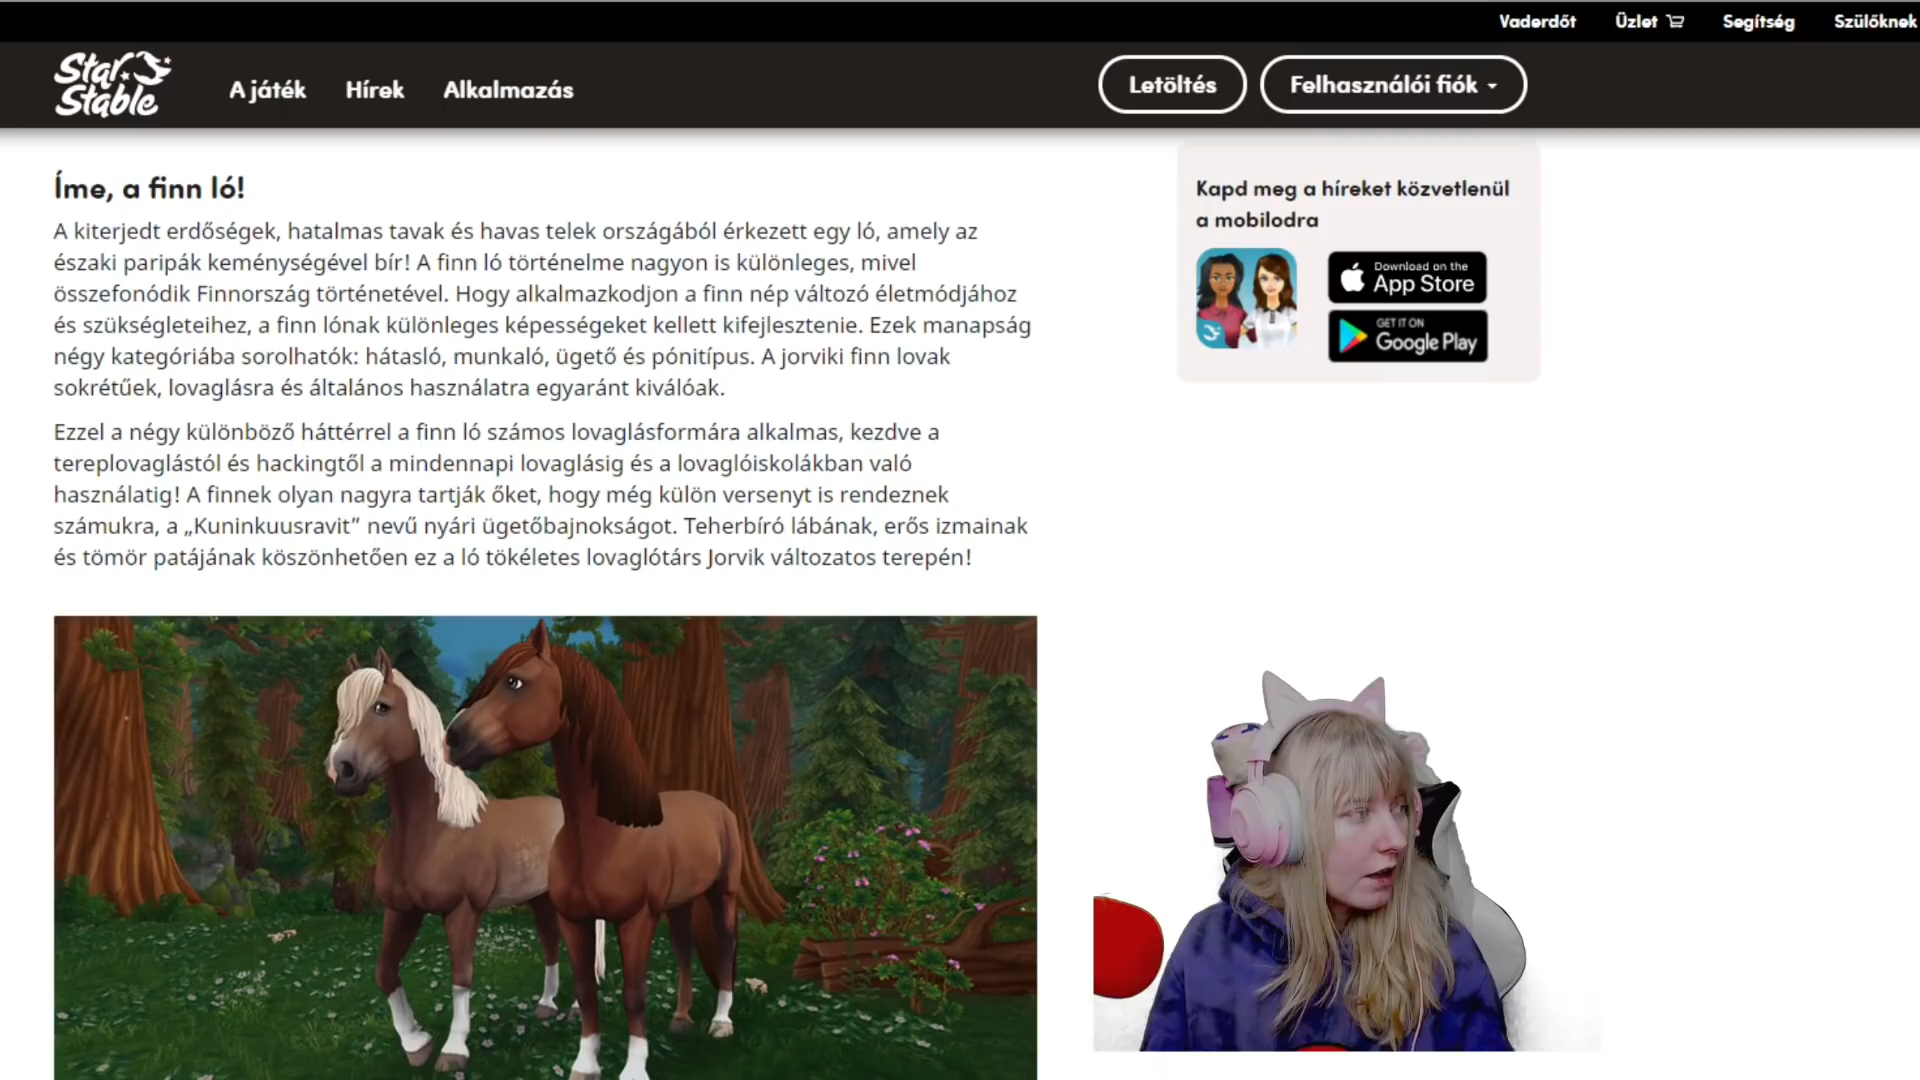 Vaderdőt
Üzlet
Segítség
Szülőknek
Star Stable
A játék
Hírek
Alkalmazás
Letöltés
Felhasználói fiók
Íme, a finn ló!
A kiterjedt erdőségek, hatalmas tavak és havas telek országából érkezett egy ló, amely az
északi paripák keménységével bír! A finn ló történelme nagyon is különleges, mivel
összefonódik Finnország történetével. Hogy alkalmazkodjon a finn nép változó életmódjához
és szükségleteihez, a finn lónak különleges képességeket kellett kifejlesztenie. Ezek manapság
négy kategóriába sorolhatók: hátasló, munkaló, ügető és pónitípus. A jorviki finn lovak
sokrétűek, lovaglásra és általános használatra egyaránt kiválóak.
Ezzel a négy különböző háttérrel a finn ló számos lovaglásformára alkalmas, kezdve a
tereplovaglástól és hackingtől a mindennapi lovaglásig és a lovaglóiskolákban való
használatig! A finnek olyan nagyra tartják őket, hogy még külön versenyt is rendeznek
számukra, a „Kuninkuusravit” nevű nyári ügetőbajnokságot. Teherbíró lábának, erős izmainak
és tömör patájának köszönhetően ez a ló tökéletes lovaglótárs Jorvik változatos terepén!
Kapd meg a híreket közvetlenül
a mobilodra
Download on the
App Store
GET IT ON
Google Play